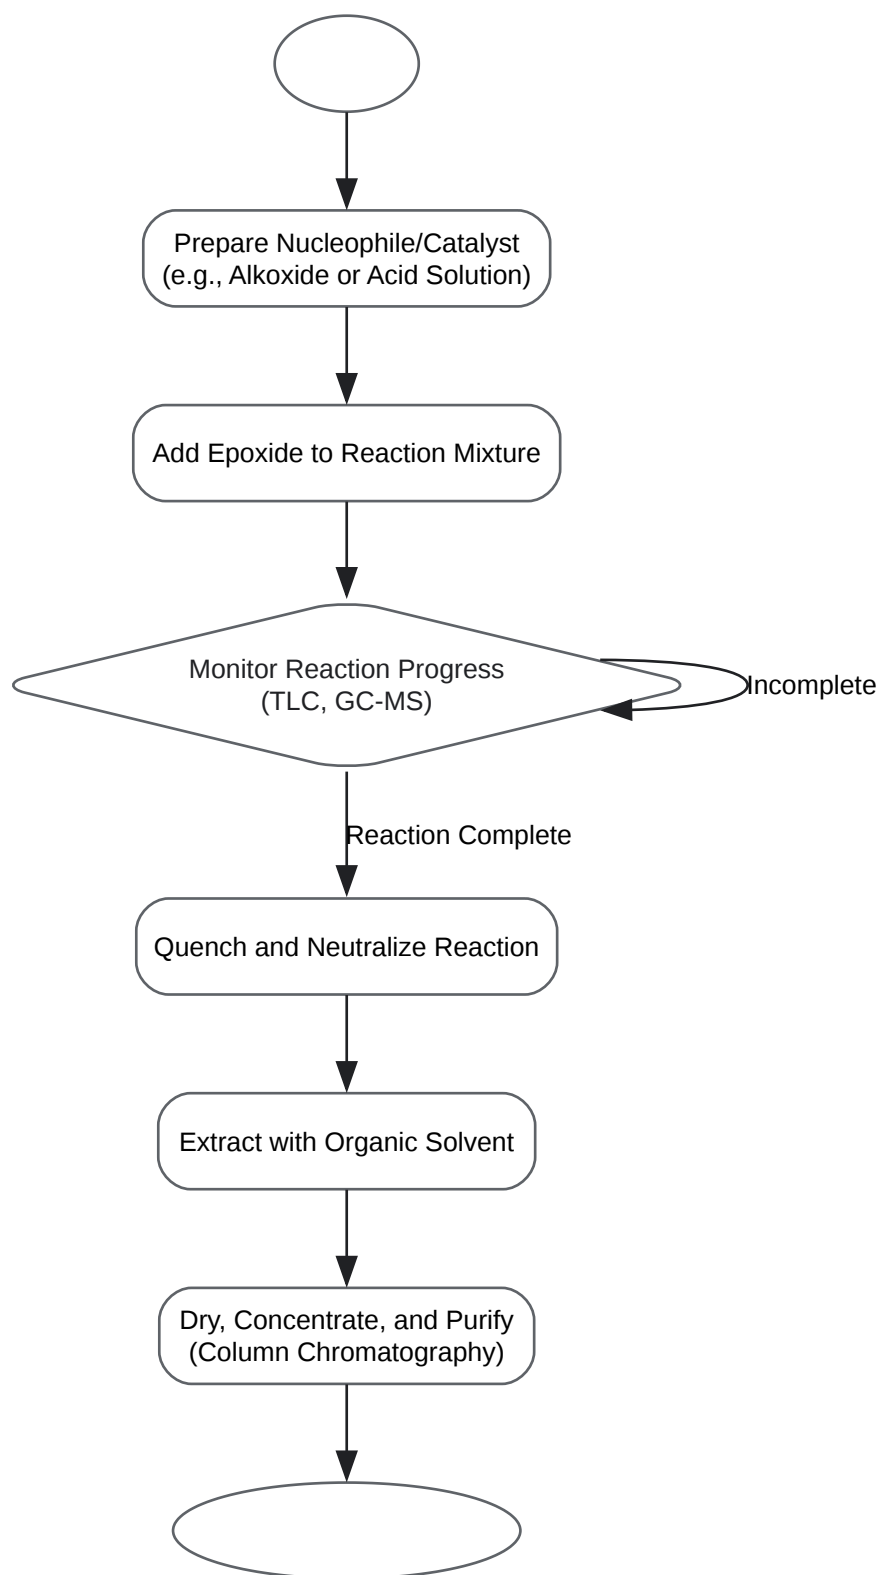 Prepare Nucleophile/Catalyst
(e.g., Alkoxide or Acid Solution)
Add Epoxide to Reaction Mixture
Monitor Reaction Progress
(TLC, GC-MS)
Incomplete
Reaction Complete
Quench and Neutralize Reaction
Extract with Organic Solvent
Dry, Concentrate, and Purify
(Column Chromatography)